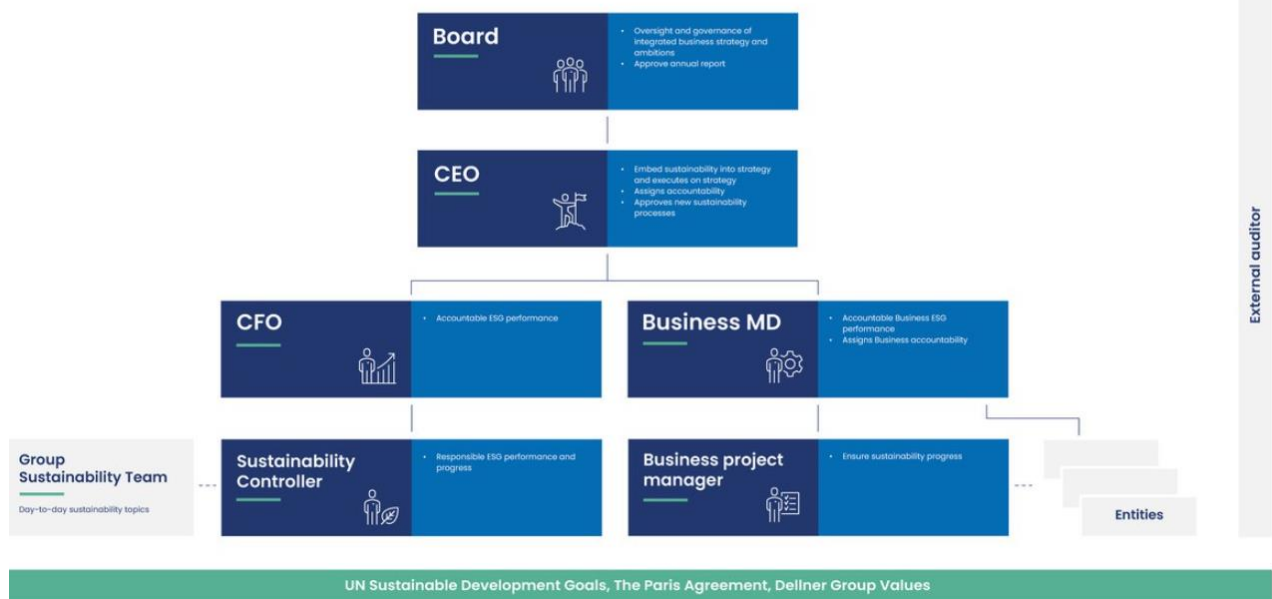 Board
• Oversight and governance of
integrated business strategy and
ambitions
• Approve annual report
CEO
• Embed sustainability into strategy
and executes on strategy
• Assigns accountability
• Approves new sustainability
processes
CFO
• Accountable ESG performance
Business MD
• Accountable Business ESG
performance
• Assigns Business accountability
Group
Sustainability Team
Day-to-day sustainability topics
Sustainability
Controller
• Responsible ESG performance and
progress
Business project
manager
• Ensure sustainability progress
Entities
External auditor
UN Sustainable Development Goals, The Paris Agreement, Dellner Group Values